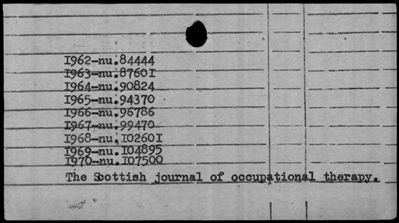 1962-nu.84444
1963-nu.87601
1964-nu.90824
1965-nu.94370
1966-nu.96786
1967-nu.99470
1968-nu.102601
1969-nu.104895
1970-nu.107500
The Scottish journal of occupational therapy.